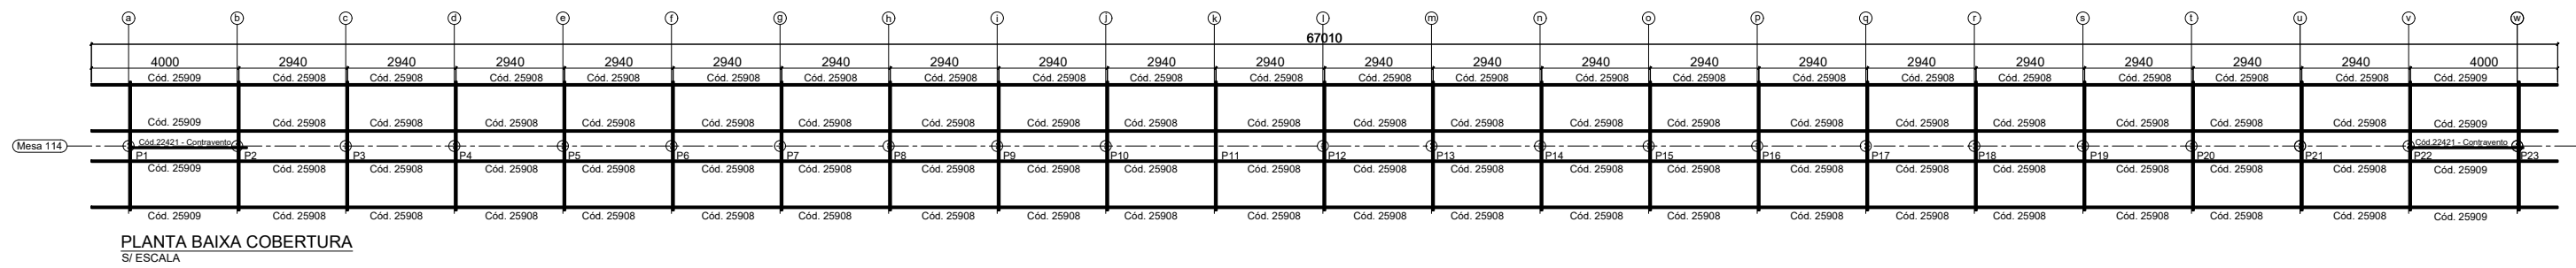 a b c d e f g h i J k l m n o p q r s t u v w
67010
4000 2940 2940 2940 2940 2940 2940 2940 2940 2940 2940 2940 2940 2940 2940 2940 2940 2940 2940 2940 2940 4000
Cód. 25909 Cód. 25908 Cód. 25908 Cód. 25908 Cód. 25908 Cód. 25908 Cód. 25908 Cód. 25908 Cód. 25908 Cód. 25908 Cód. 25908 Cód. 25908 Cód. 25908 Cód. 25908 Cód. 25908 Cód. 25908 Cód. 25908 Cód. 25908 Cód. 25908 Cód. 25908 Cód. 25908 Cód. 25909
Cód. 25909 Cód. 25908 Cód. 25908 Cód. 25908 Cód. 25908 Cód. 25908 Cód. 25908 Cód. 25908 Cód. 25908 Cód. 25908 Cód. 25908 Cód. 25908 Cód. 25908 Cód. 25908 Cód. 25908 Cód. 25908 Cód. 25908 Cód. 25908 Cód. 25908 Cód. 25908 Cód. 25908 Cód. 25909
Mesa 114 Cód.22421 - Contravento Cód.22421 - Contravento
P1 P2 P3 P4 P5 P6 P7 P8 P9 P10 P11 P12 P13 P14 P15 P16 P17 P18 P19 P20 P21 P22 P23
Cód. 25909 Cód. 25908 Cód. 25908 Cód. 25908 Cód. 25908 Cód. 25908 Cód. 25908 Cód. 25908 Cód. 25908 Cód. 25908 Cód. 25908 Cód. 25908 Cód. 25908 Cód. 25908 Cód. 25908 Cód. 25908 Cód. 25908 Cód. 25908 Cód. 25908 Cód. 25908 Cód. 25908 Cód. 25909
Cód. 25909 Cód. 25908 Cód. 25908 Cód. 25908 Cód. 25908 Cód. 25908 Cód. 25908 Cód. 25908 Cód. 25908 Cód. 25908 Cód. 25908 Cód. 25908 Cód. 25908 Cód. 25908 Cód. 25908 Cód. 25908 Cód. 25908 Cód. 25908 Cód. 25908 Cód. 25908 Cód. 25908 Cód. 25909
PLANTA BAIXA COBERTURA
S/ ESCALA